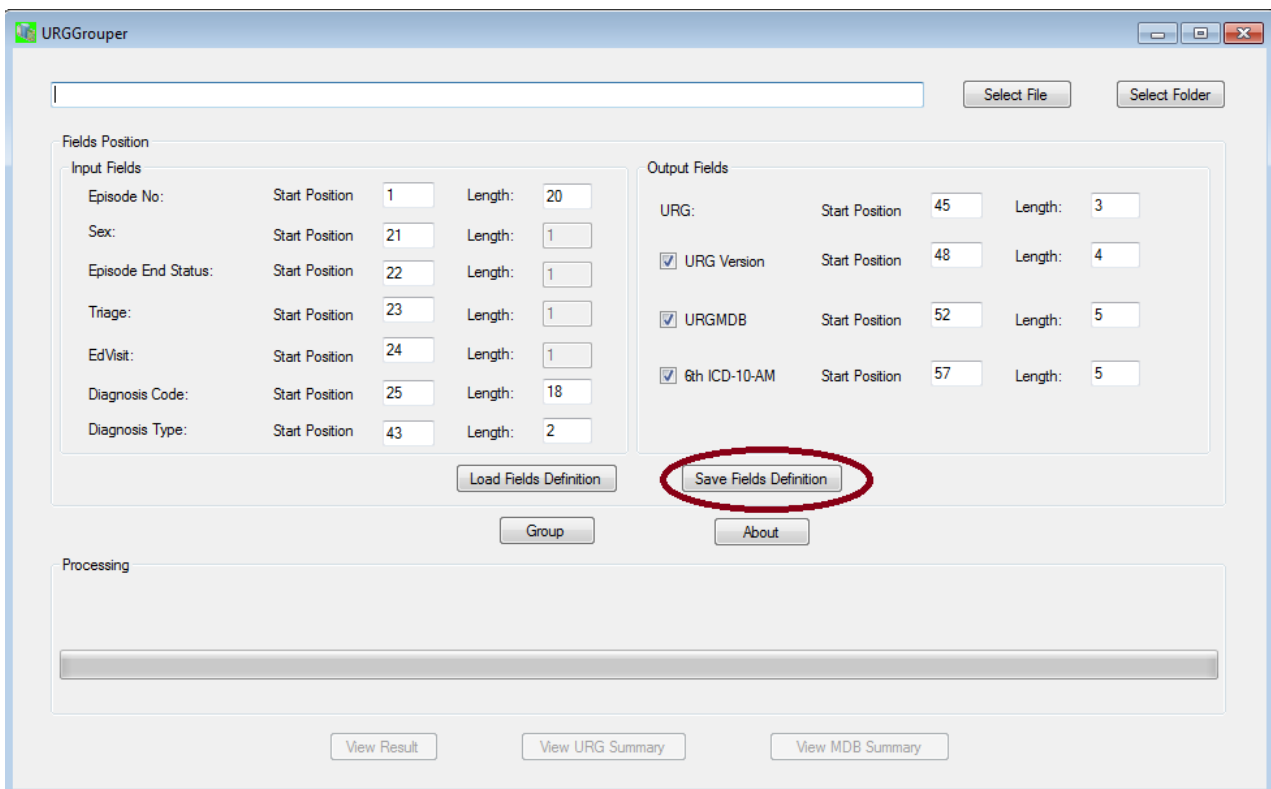 URGGrouper
Select File Select Folder
Fields Position
Input Fields
Episode No: Start Position 1 Length: 20
Sex: Start Position 21 Length: 1
Episode End Status: Start Position 22 Length: 1
Triage: Start Position 23 Length: 1
EdVisit: Start Position 24 Length: 1
Diagnosis Code: Start Position 25 Length: 18
Diagnosis Type: Start Position 43 Length: 2
Output Fields
URG: Start Position 45 Length: 3
URG Version Start Position 48 Length: 4
URGMDB Start Position 52 Length: 5
6th ICD-10-AM Start Position 57 Length: 5
Load Fields Definition Save Fields Definition
Group About
Processing
View Result View URG Summary View MDB Summary